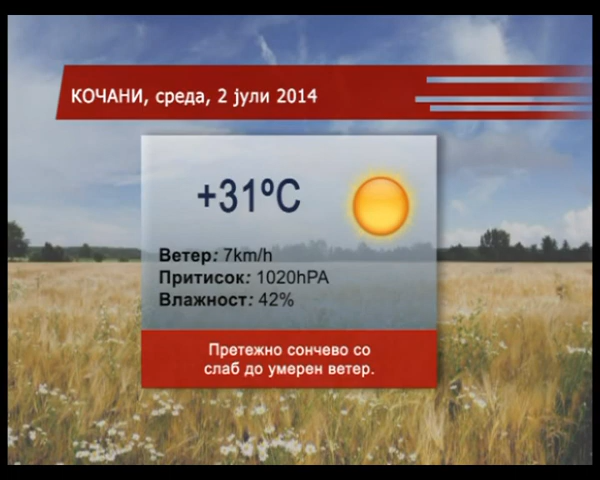 КОЧАНИ, среда, 2 јули 2014
+31ºC
Ветер: 7km/h
Притисок: 1020hPA
Влажност: 42%
Претежно сончево со
слаб до умерен ветер.